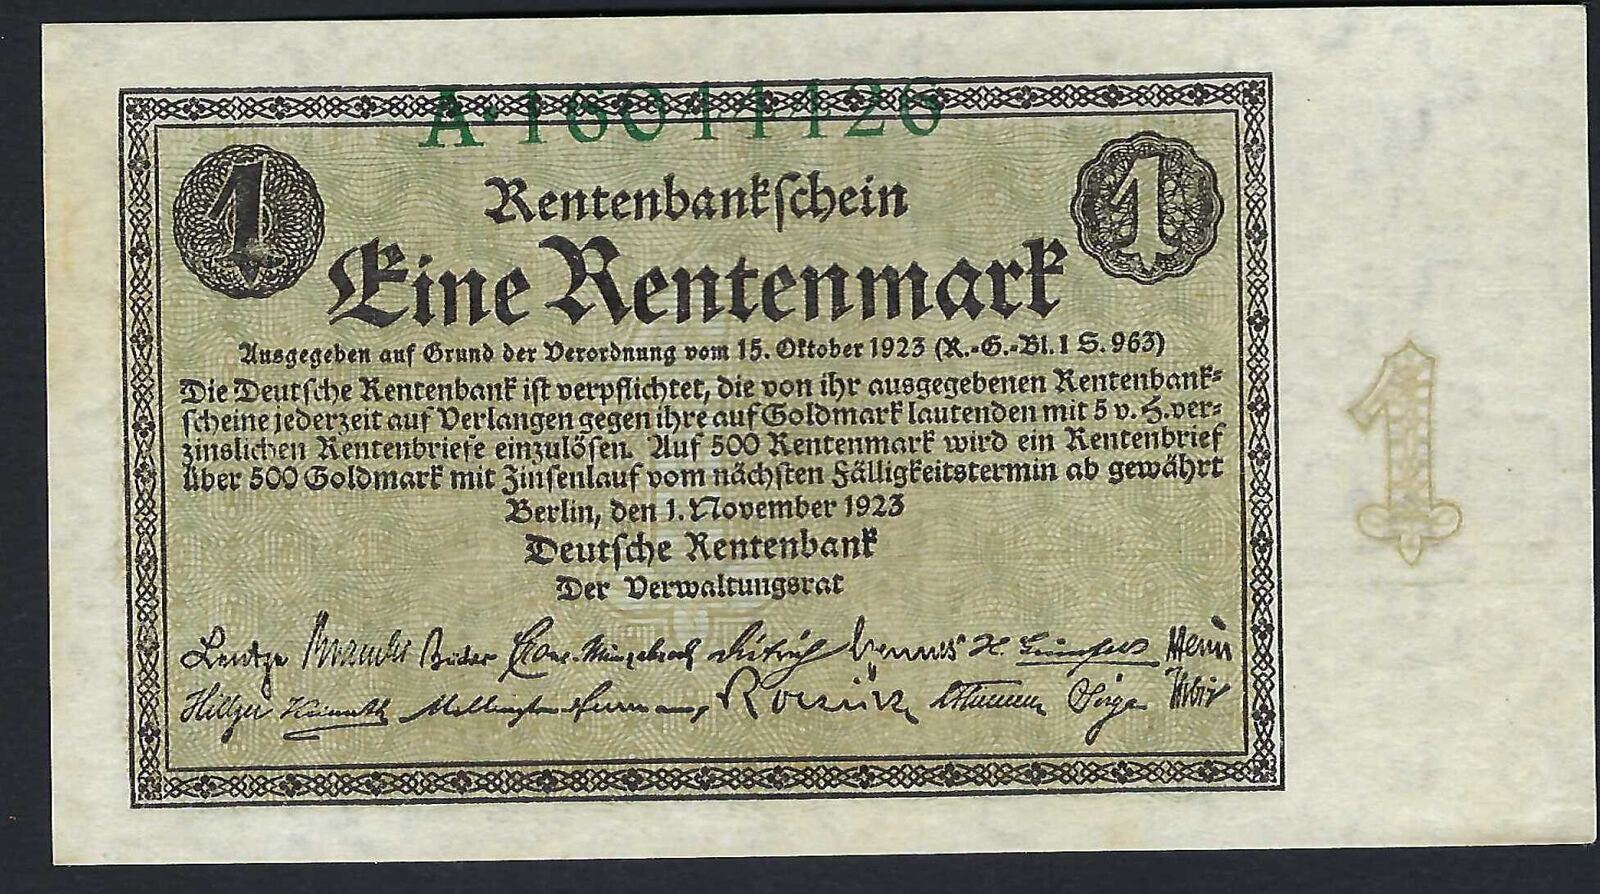 A·16011126
1
1
Rentenbankschein
Eine Rentenmark
Ausgegeben auf Grund der Verordnung vom 15. Oktober 1923 (R.-G.-Bl. I S. 963)
Die Deutsche Rentenbank ist verpflichtet, die von ihr ausgegebenen Rentenbank-
scheine jederzeit auf Verlangen gegen ihre auf Goldmark lautenden mit 5 v. H. ver-
zinslichen Rentenbriefe einzulösen. Auf 500 Rentenmark wird ein Rentenbrief
über 500 Goldmark mit Zinsenlauf vom nächsten Fälligkeitstermin ab gewährt
Berlin, den 1. November 1923
Deutsche Rentenbank
Der Verwaltungsrat
Lentze
Hillger
1